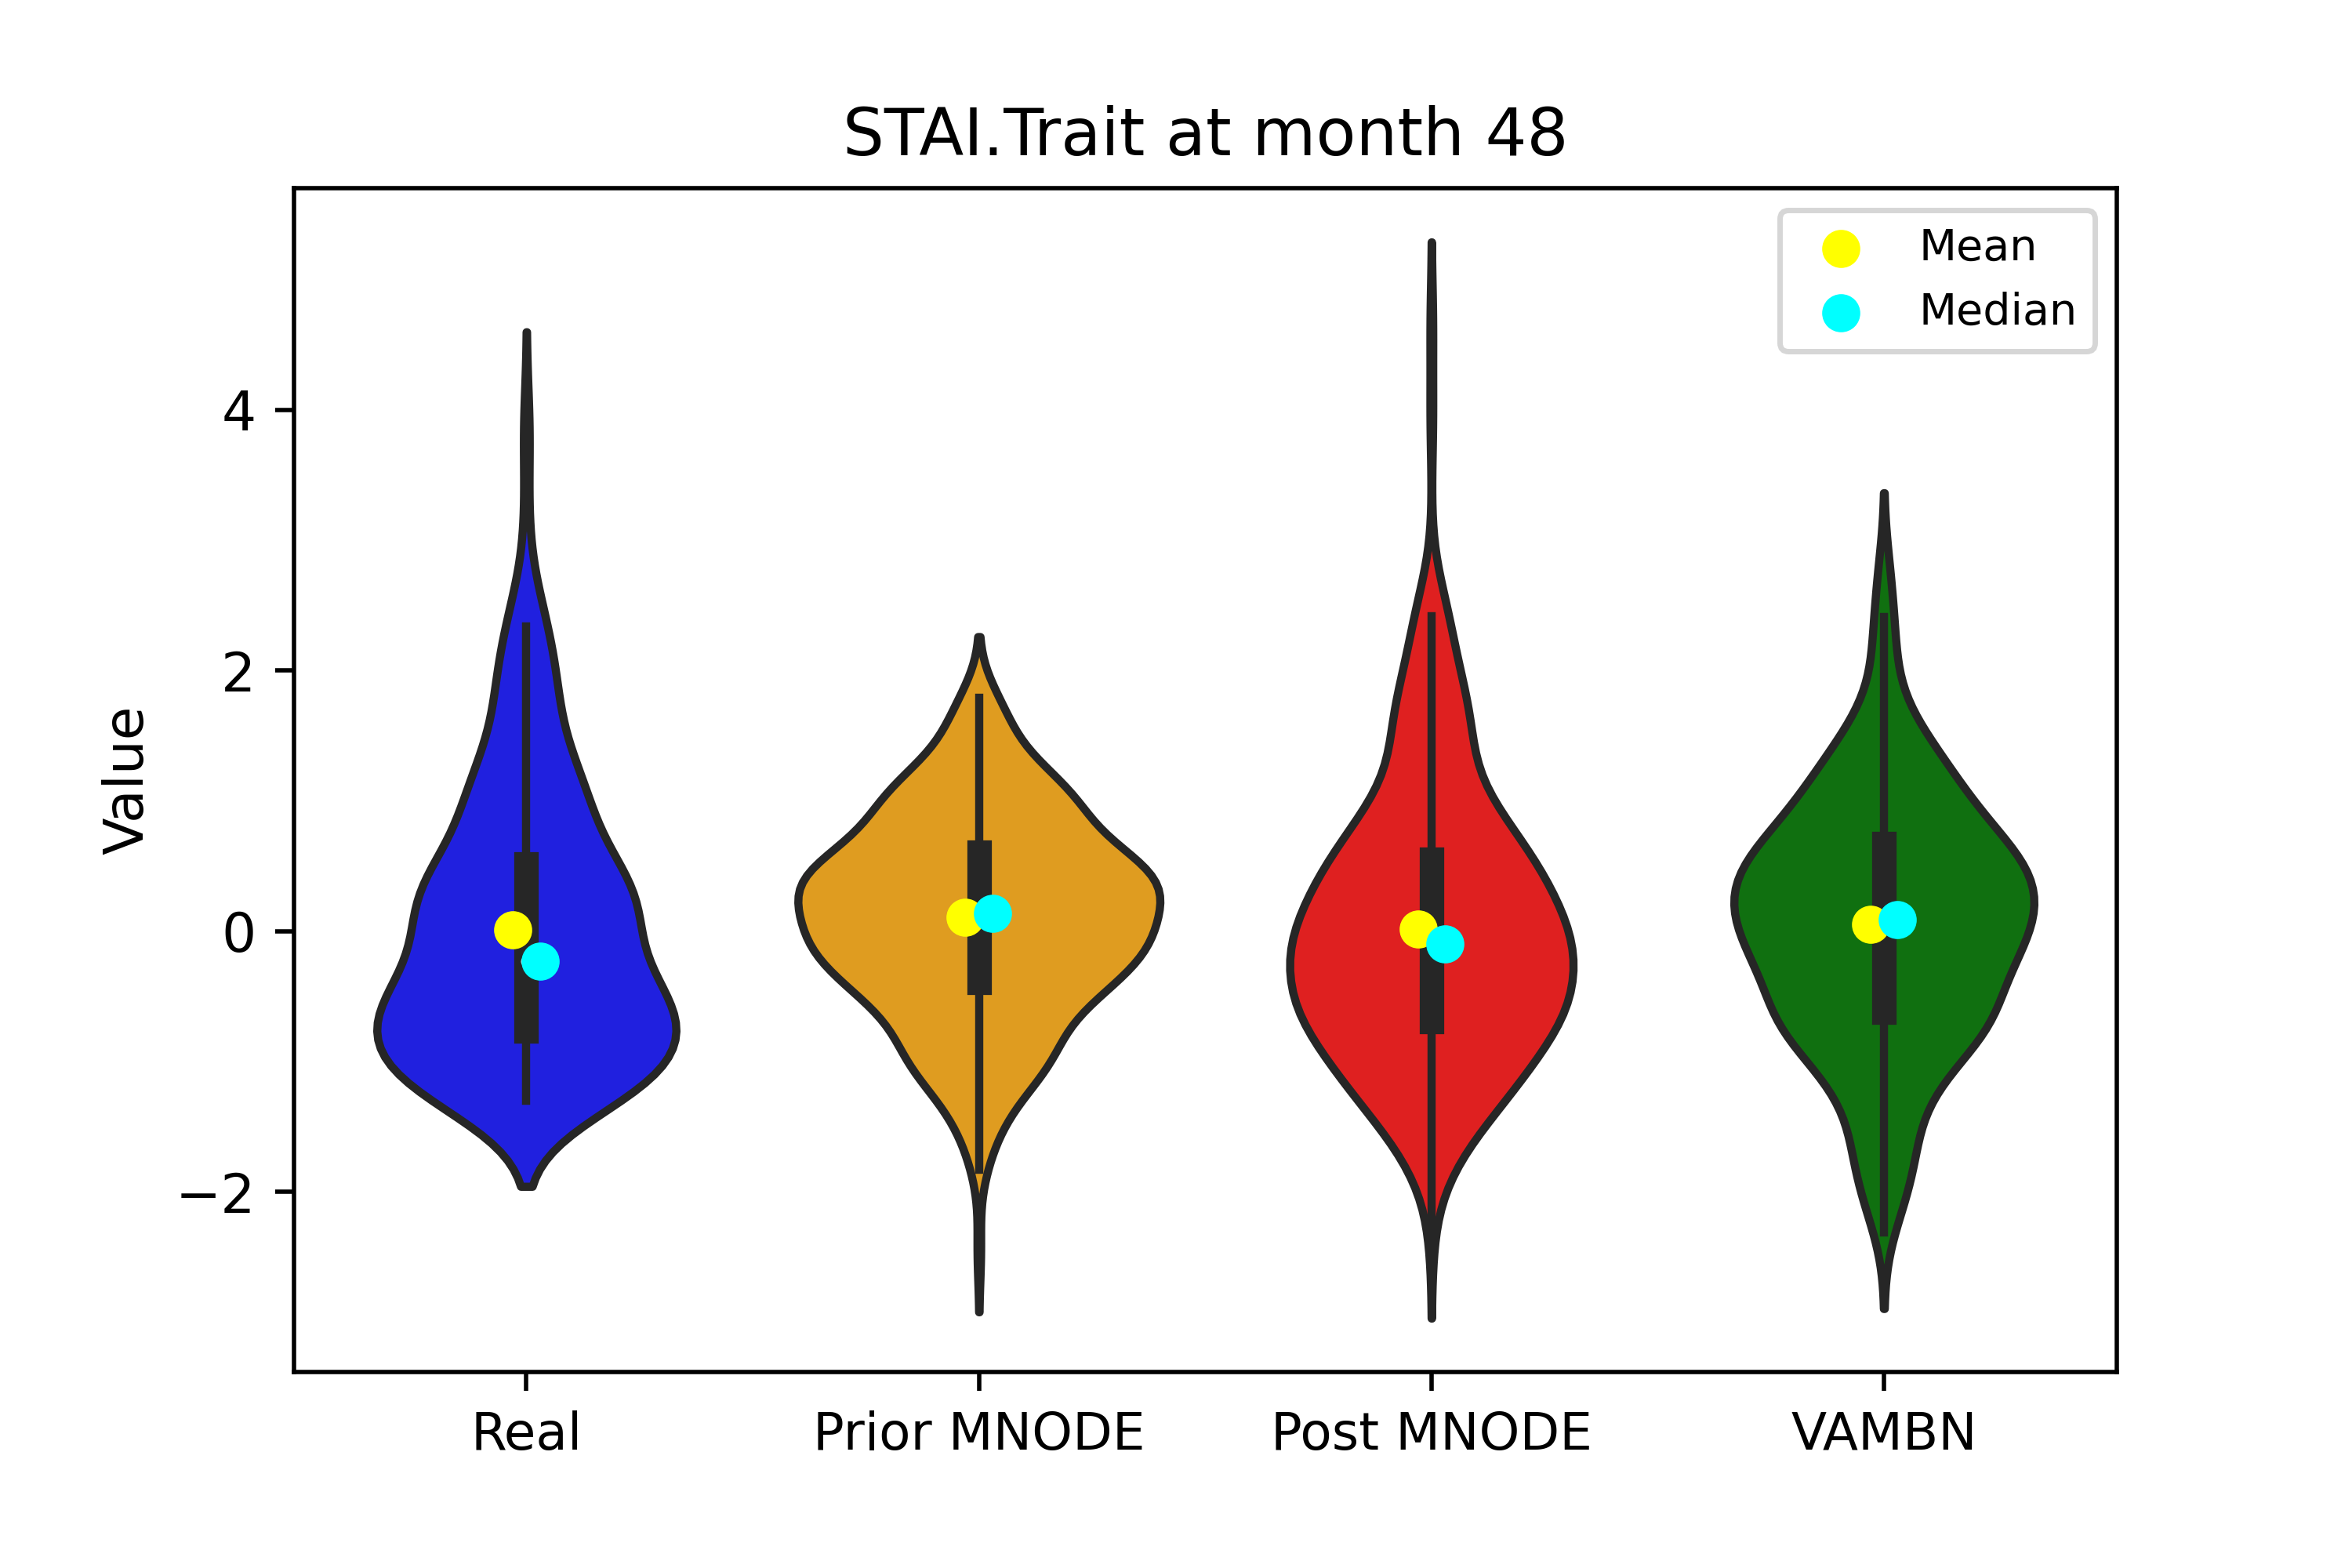 STAI.Trait at month 48
Mean
Median
4
2
0
−2
Value
Real
Prior MNODE
Post MNODE
VAMBN